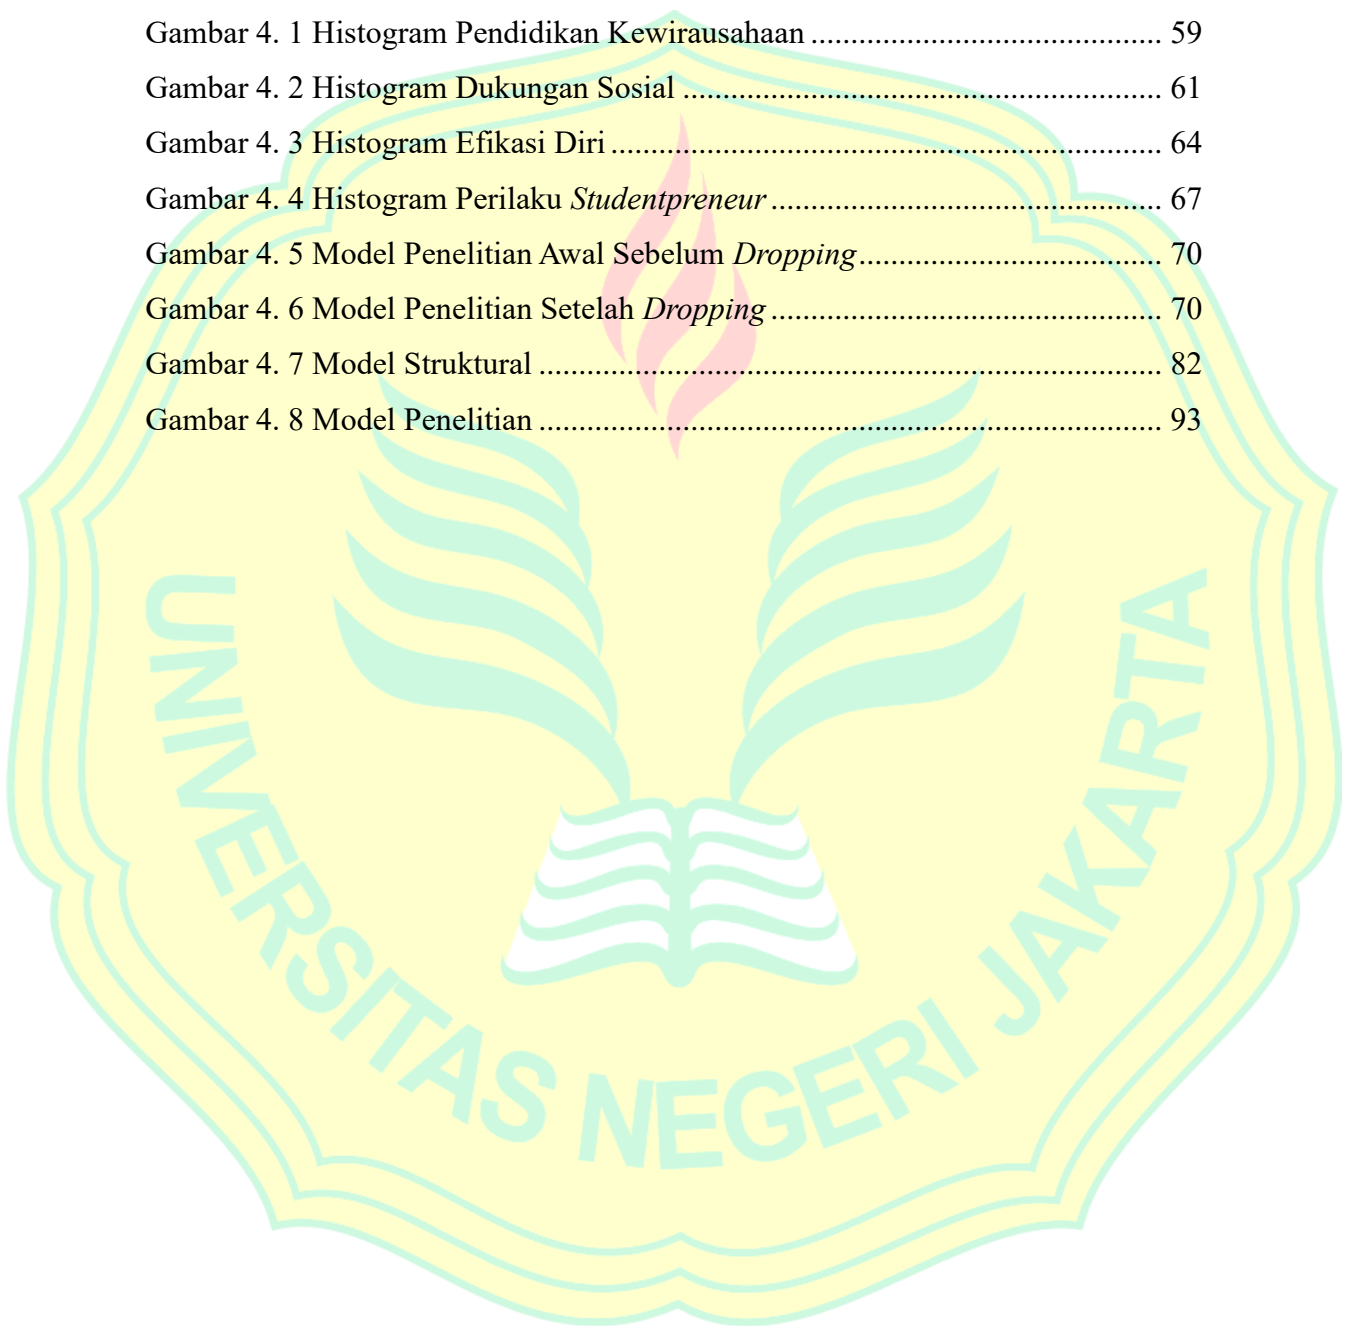 Gambar 4. 1 Histogram Pendidikan Kewirausahaan ............................................ 59
Gambar 4. 2 Histogram Dukungan Sosial ............................................................ 61
Gambar 4. 3 Histogram Efikasi Diri ..................................................................... 64
Gambar 4. 4 Histogram Perilaku Studentpreneur ................................................. 67
Gambar 4. 5 Model Penelitian Awal Sebelum Dropping...................................... 70
Gambar 4. 6 Model Penelitian Setelah Dropping ................................................. 70
Gambar 4. 7 Model Struktural .............................................................................. 82
Gambar 4. 8 Model Penelitian .............................................................................. 93
UNIVERSITAS NEGERI JAKARTA